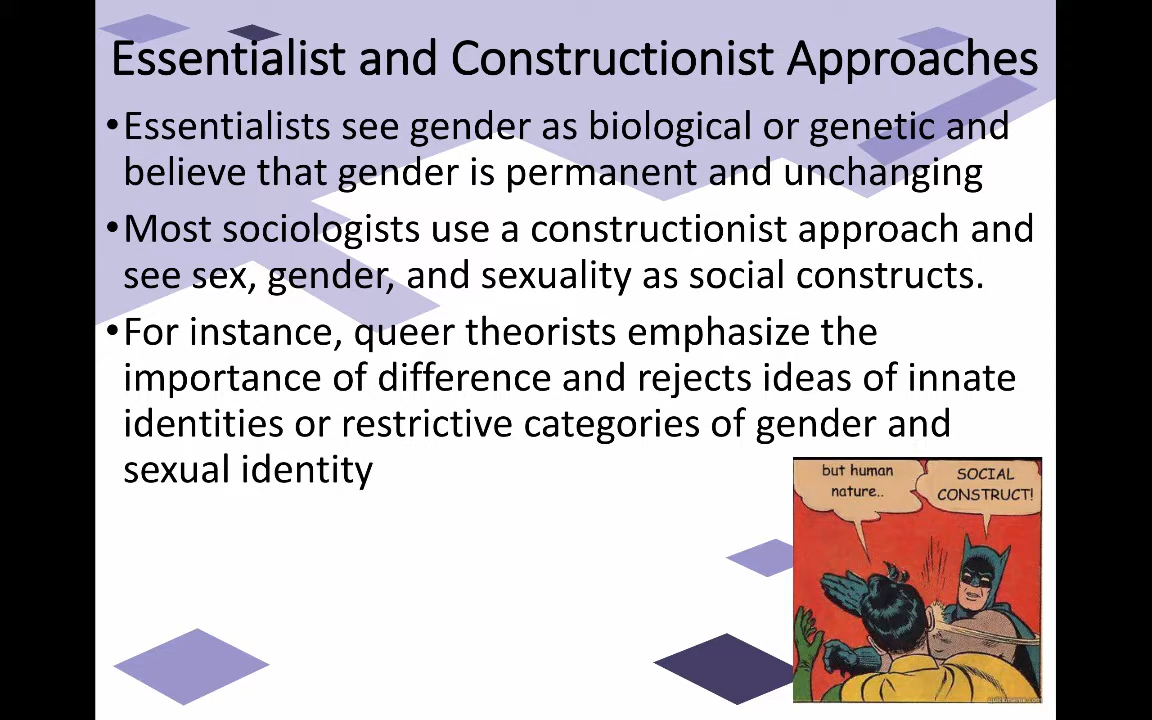 Essentialist and Constructionist Approaches
•Essentialists see gender as biological or genetic and
believe that gender is permanent and unchanging
•Most sociologists use a constructionist approach and
see sex, gender, and sexuality as social constructs.
•For instance, queer theorists emphasize the
importance of difference and rejects ideas of innate
identities or restrictive categories of gender and
sexual identity
but human
nature..
SOCIAL
CONSTRUCT!